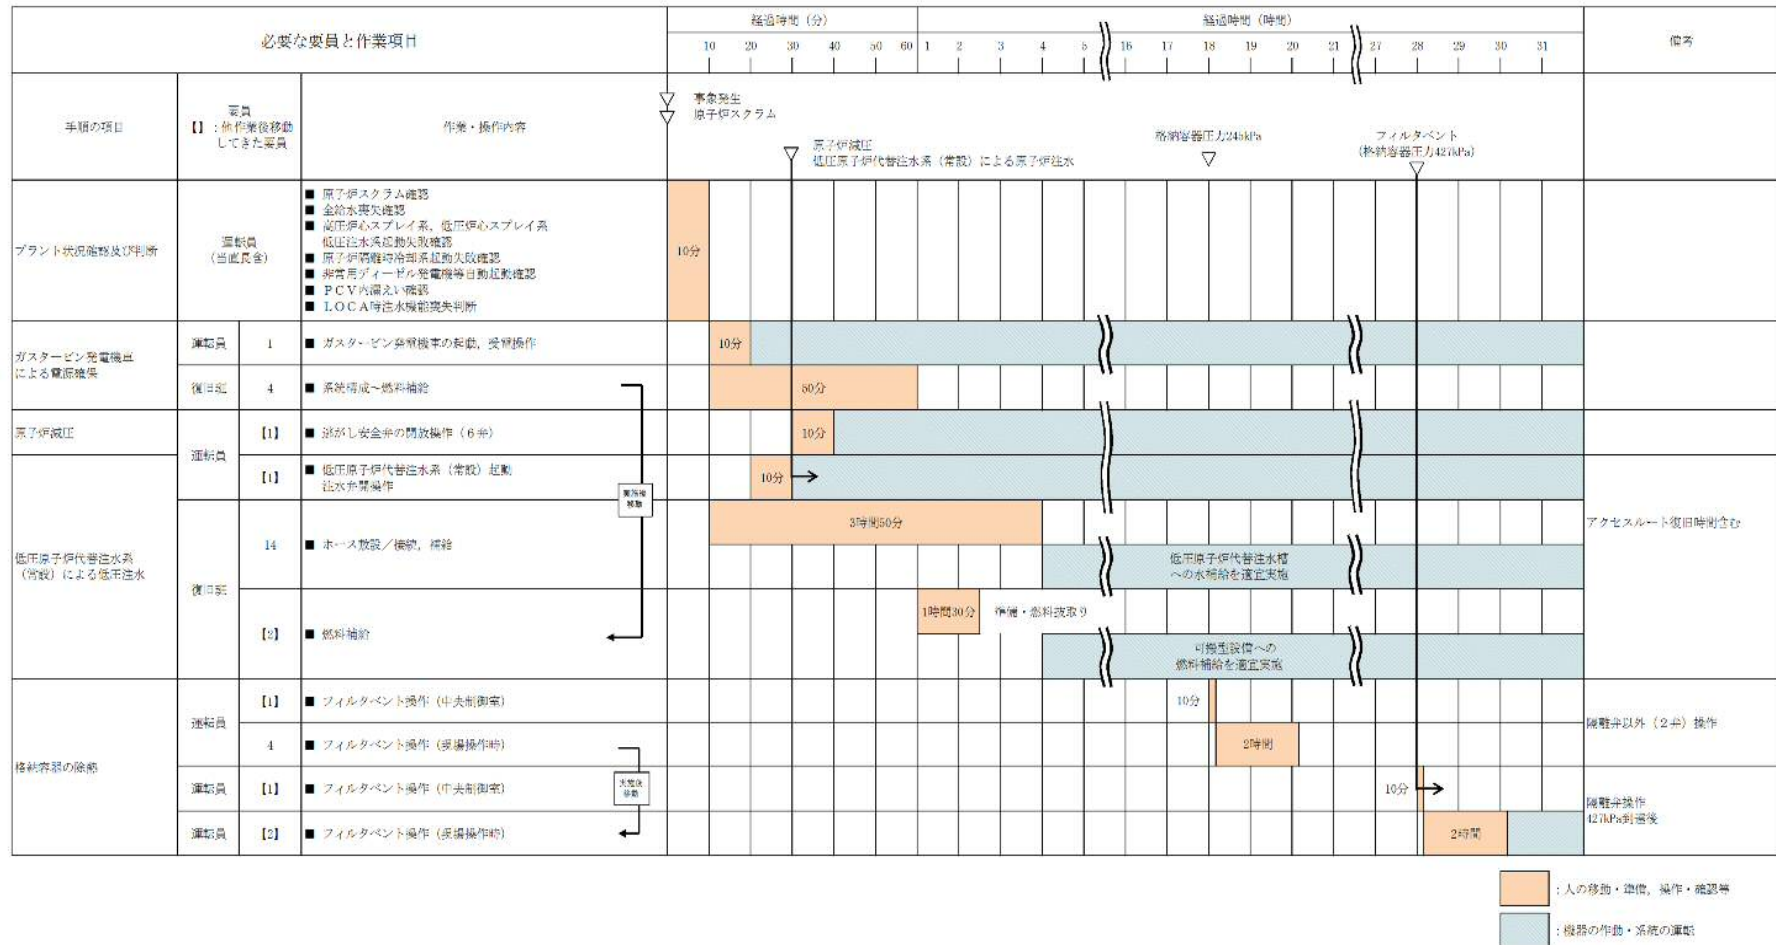 必要な要員と作業項目
経過時間（分）
経過時間（時間）
備考
10 20 30 40 50 60 1 2 3 4 5 16 17 18 19 20 21 27 28 29 30 31
手順の項目
要員
【】：他作業後移動
してきた要員
作業・操作内容
事象発生
原子炉スクラム
原子炉減圧
低圧原子炉代替注水系（常設）による原子炉注水
格納容器圧力245kPa
フィルタベント
（格納容器圧力427kPa）
プラント状況確認及び判断
運転員
（当直長含）
■ 原子炉スクラム確認
■ 全給水喪失確認
■ 高圧炉心スプレイ系，低圧炉心スプレイ系
低圧注水系起動失敗確認
■ 原子炉隔離時冷却系起動失敗確認
■ 非常用ディーゼル発電機等自動起動確認
■ PCV内漏えい確認
■ LOCA時注水機能喪失判断
10分
ガスタービン発電機車
による電源確保
運転員
1
■ ガスタービン発電機車の起動，受電操作
10分
復旧班
4
■ 系統構成～燃料補給
50分
原子炉減圧
運転員
【1】
■ 逃がし安全弁の開放操作（６弁）
10分
低圧原子炉代替注水系
（常設）による低圧注水
【1】
■ 低圧原子炉代替注水系（常設）起動
注水弁開操作
10分
実施後
移動
復旧班
14
■ ホース敷設／接続，補給
3時間50分
低圧原子炉代替注水槽
への水補給を適宜実施
アクセスルート復旧時間含む
【2】
■ 燃料補給
1時間30分
準備・燃料抜取り
可搬型設備への
燃料補給を適宜実施
格納容器の除熱
運転員
【1】
■ フィルタベント操作（中央制御室）
10分
隔離弁以外（２弁）操作
4
■ フィルタベント操作（現場操作時）
2時間
実施後
移動
運転員
【1】
■ フィルタベント操作（中央制御室）
10分
隔離弁操作
427kPa到達後
運転員
【2】
■ フィルタベント操作（現場操作時）
2時間
：人の移動・準備，操作・確認等
：機器の作動・系統の運転